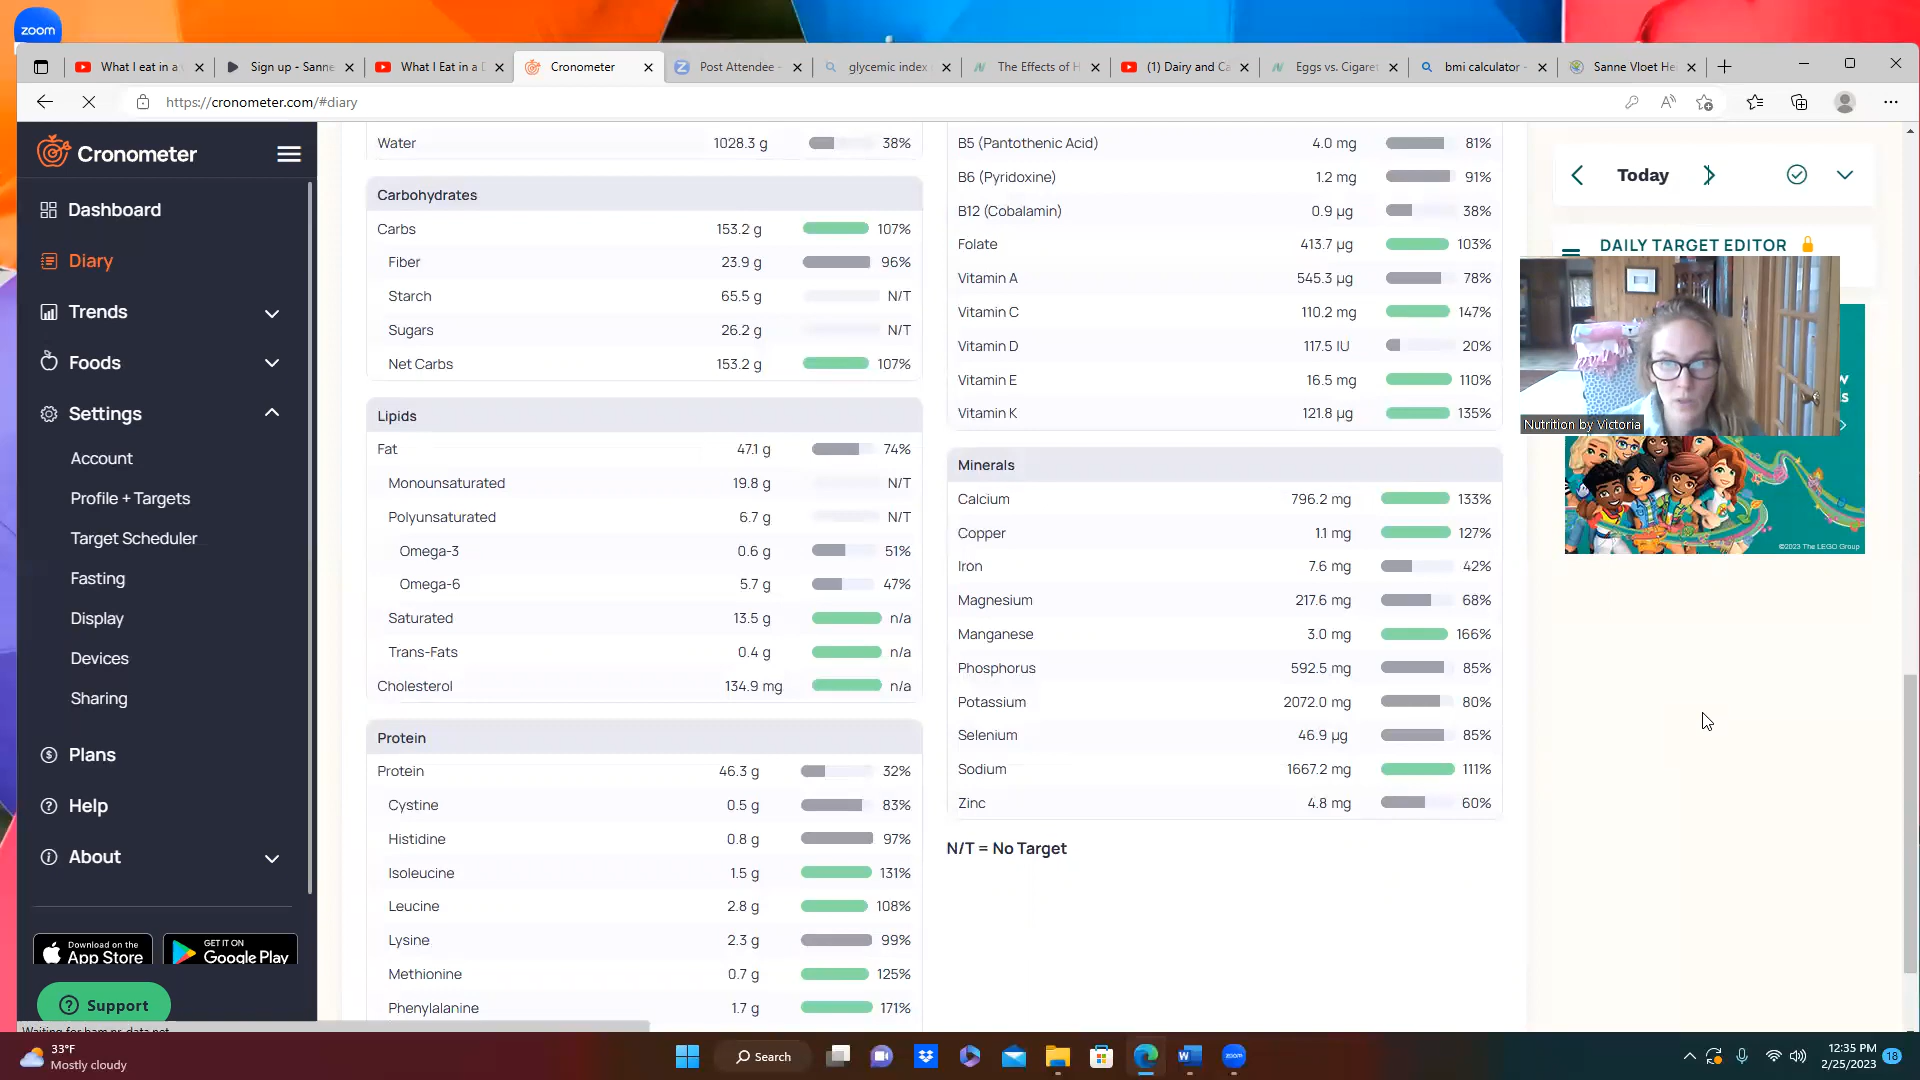 zoom
What I eat in a
Sign up - Sanne
What I Eat in a D
Cronometer
Post Attendee -
glycemic index
The Effects of H
(1) Dairy and Ca
Eggs vs. Cigaret
bmi calculator -
Sanne Vloet He
https://cronometer.com/#diary
Cronometer
Dashboard
Diary
Trends
Foods
Settings
Account
Profile + Targets
Target Scheduler
Fasting
Display
Devices
Sharing
Plans
Help
About
Download on the
App Store
GET IT ON
Google Play
Support
Water 1028.3 g 38%
Carbohydrates
Carbs 153.2 g 107%
Fiber 23.9 g 96%
Starch 65.5 g N/T
Sugars 26.2 g N/T
Net Carbs 153.2 g 107%
Lipids
Fat 47.1 g 74%
Monounsaturated 19.8 g N/T
Polyunsaturated 6.7 g N/T
Omega-3 0.6 g 51%
Omega-6 5.7 g 47%
Saturated 13.5 g n/a
Trans-Fats 0.4 g n/a
Cholesterol 134.9 mg n/a
Protein
Protein 46.3 g 32%
Cystine 0.5 g 83%
Histidine 0.8 g 97%
Isoleucine 1.5 g 131%
Leucine 2.8 g 108%
Lysine 2.3 g 99%
Methionine 0.7 g 125%
Phenylalanine 1.7 g 171%
B5 (Pantothenic Acid) 4.0 mg 81%
B6 (Pyridoxine) 1.2 mg 91%
B12 (Cobalamin) 0.9 µg 38%
Folate 413.7 µg 103%
Vitamin A 545.3 µg 78%
Vitamin C 110.2 mg 147%
Vitamin D 117.5 IU 20%
Vitamin E 16.5 mg 110%
Vitamin K 121.8 µg 135%
Minerals
Calcium 796.2 mg 133%
Copper 1.1 mg 127%
Iron 7.6 mg 42%
Magnesium 217.6 mg 68%
Manganese 3.0 mg 166%
Phosphorus 592.5 mg 85%
Potassium 2072.0 mg 80%
Selenium 46.9 µg 85%
Sodium 1667.2 mg 111%
Zinc 4.8 mg 60%
N/T = No Target
Today
DAILY TARGET EDITOR
Nutrition by Victoria
©2023 The LEGO Group
33°F
Mostly cloudy
Search
zoom
12:35 PM
2/25/2023
18